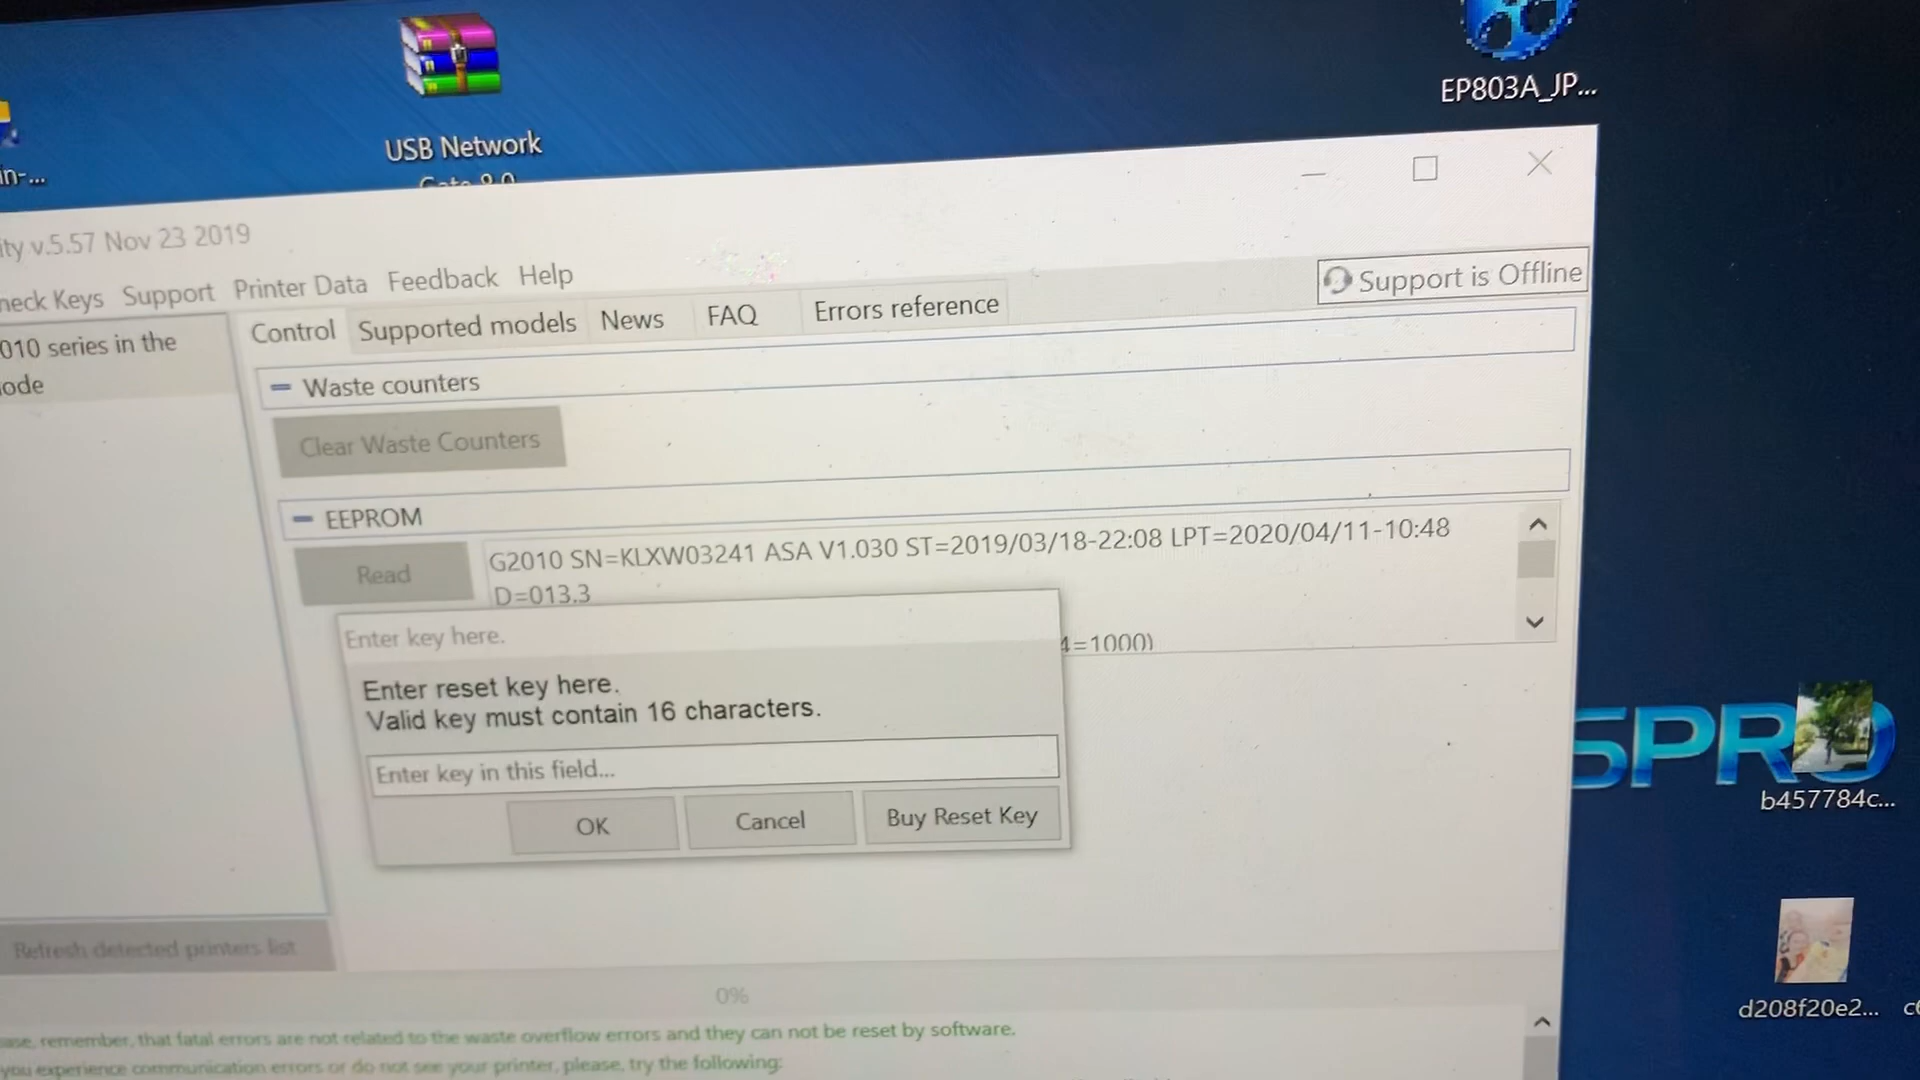 EP803A_JP...
USB Network
in-...
ity v.5.57 Nov 23 2019
heck Keys Support Printer Data Feedback Help
Support is Offline
010 series in the
ode
Control Supported models News FAQ Errors reference
Waste counters
Clear Waste Counters
EEPROM
Read
G2010 SN=KLXW03241 ASA V1.030 ST=2019/03/18-22:08 LPT=2020/04/11-10:48
D=013.3
4=1000)
Enter key here.
Enter reset key here.
Valid key must contain 16 characters.
Enter key in this field...
OK Cancel Buy Reset Key
SPRO
b457784c...
Refresh detected printers list
0%
d208f20e2...
ase, remember, that fatal errors are not related to the waste overflow errors and they can not be reset by software.
you experience communication errors or do not see your printer, please, try the following: